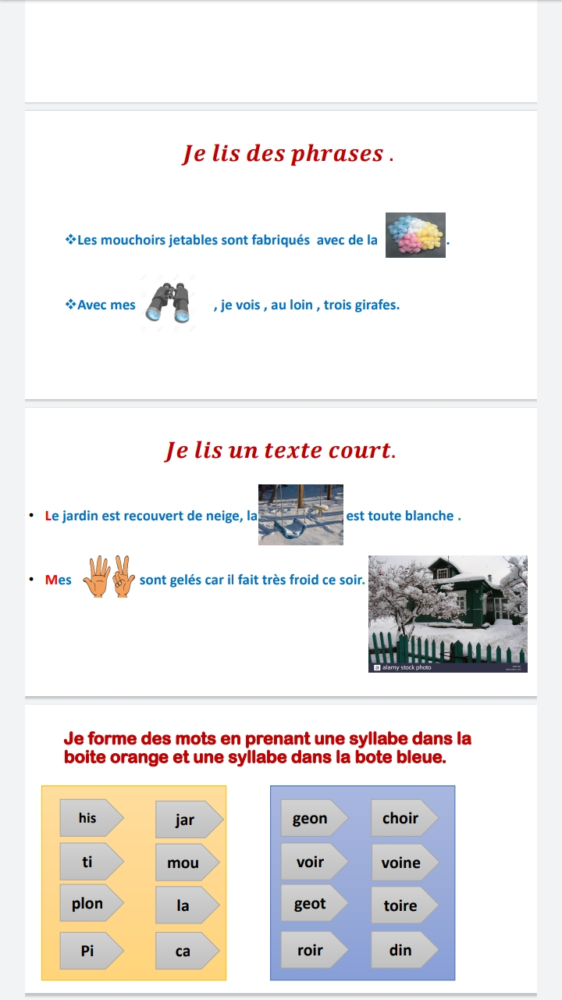 Je lis des phrases .
❖Les mouchoirs jetables sont fabriqués avec de la .
❖Avec mes , je vois , au loin , trois girafes.
Je lis un texte court.
• Le jardin est recouvert de neige, la est toute blanche .
• Mes sont gelés car il fait très froid ce soir.
a alamy stock photo
Je forme des mots en prenant une syllabe dans la
boite orange et une syllabe dans la bote bleue.
his jar geon choir
ti mou voir voine
plon la geot toire
Pi ca roir din